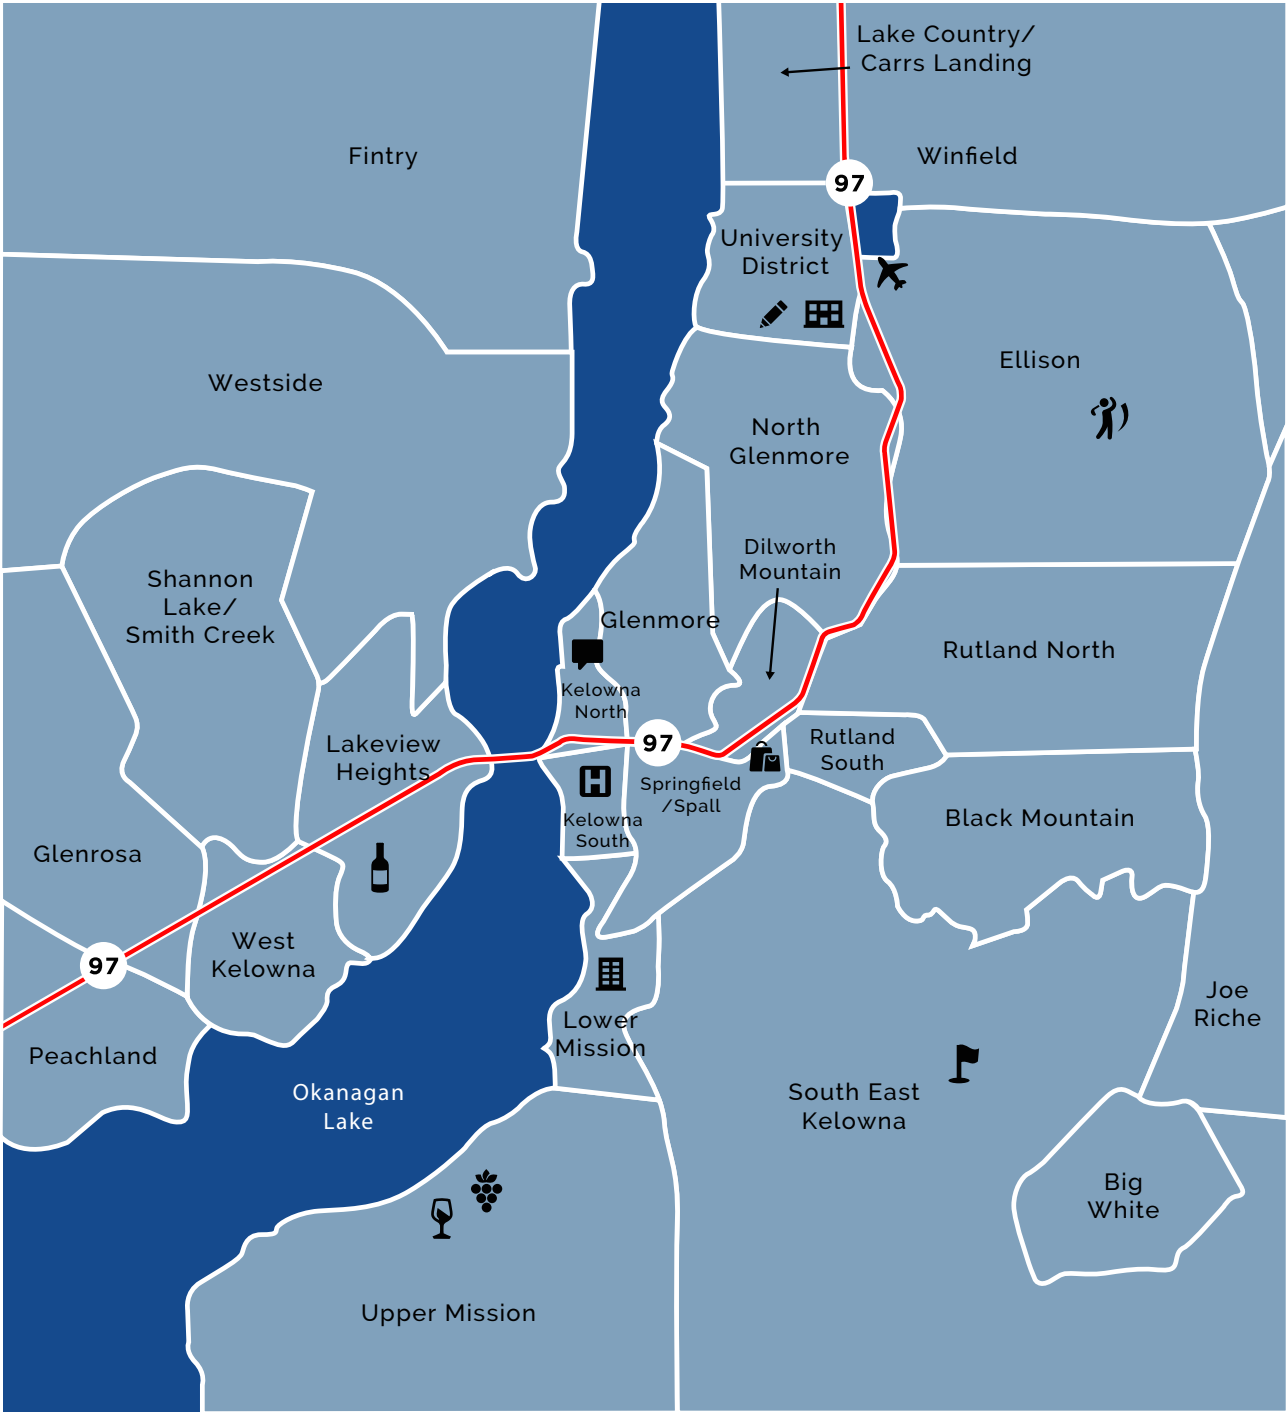 Lake Country/
Carrs Landing
Fintry
Winfield
97
University
District
Ellison
Westside
North
Glenmore
Dilworth
Mountain
Shannon
Lake/
Smith Creek
Glenmore
Rutland North
Kelowna
North
Lakeview
Heights
97
Rutland
South
Springfield
/Spall
Kelowna
South
Black Mountain
Glenrosa
West
Kelowna
97
Joe
Riche
Lower
Mission
Peachland
Okanagan
Lake
South East
Kelowna
Big
White
Upper Mission